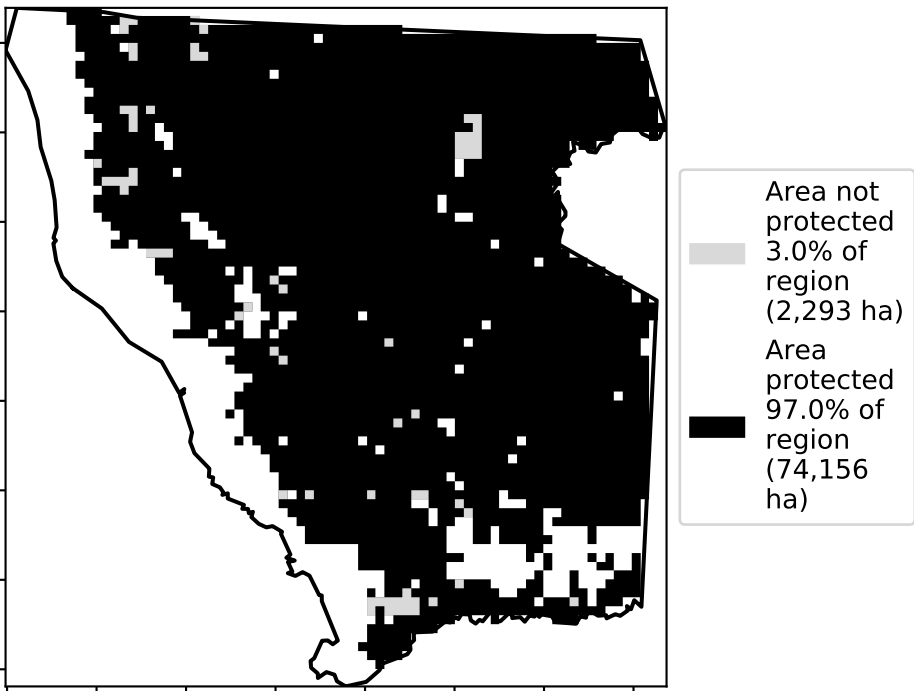 Area not
protected
3.0% of
region
(2,293 ha)
Area
protected
97.0% of
region
(74,156
ha)